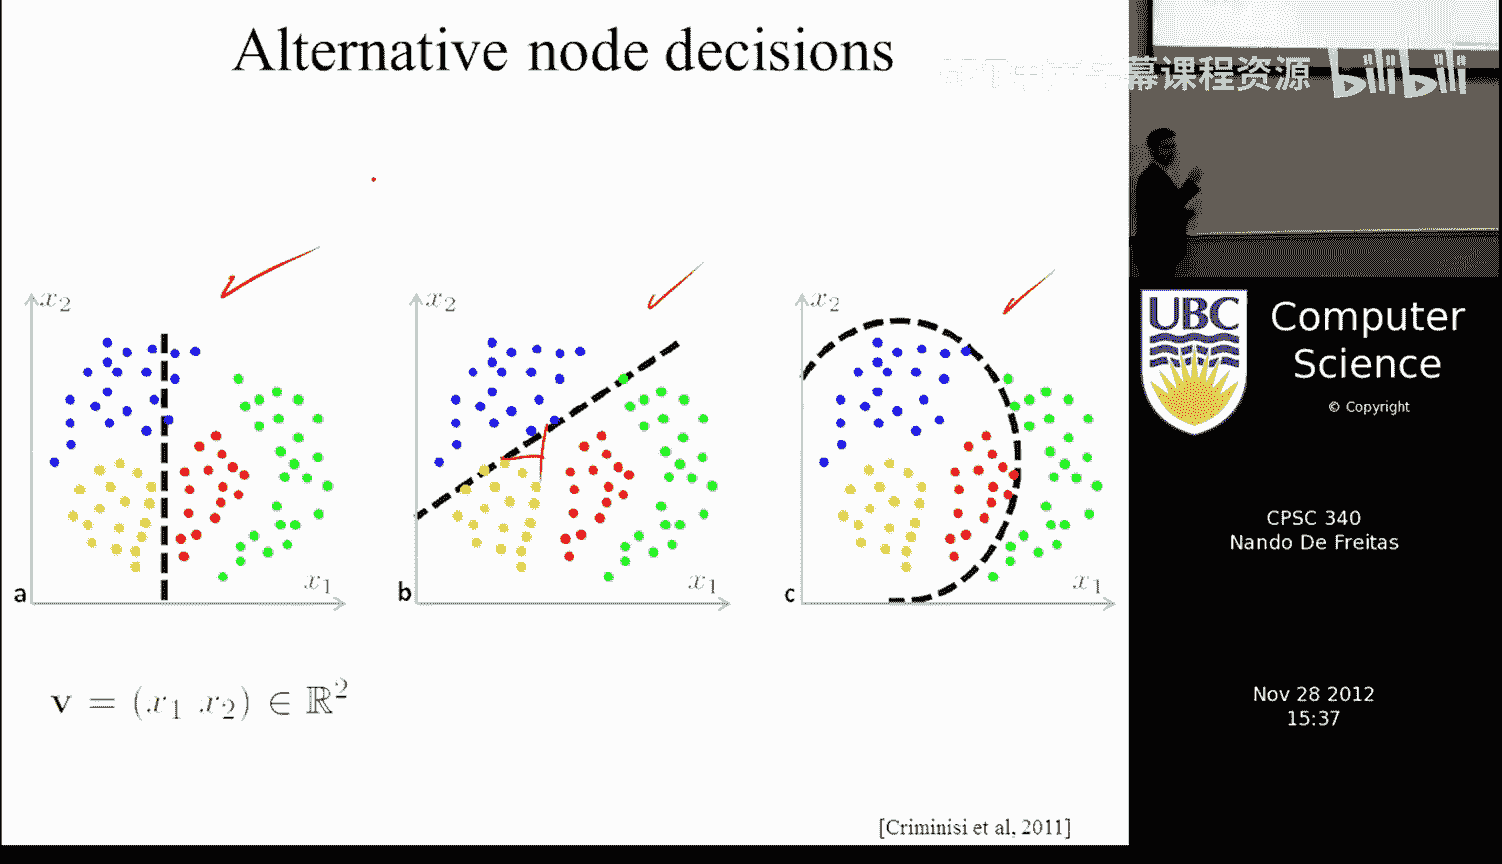 Alternative node decisions
幕课程资源 bilibili
x2
x2
x2
a
x1
b
x1
c
x1
v = (x1 x2) ∈ ℝ²
[Criminisi et al, 2011]
UBC
Computer
Science
© Copyright
CPSC 340
Nando De Freitas
Nov 28 2012
15:37